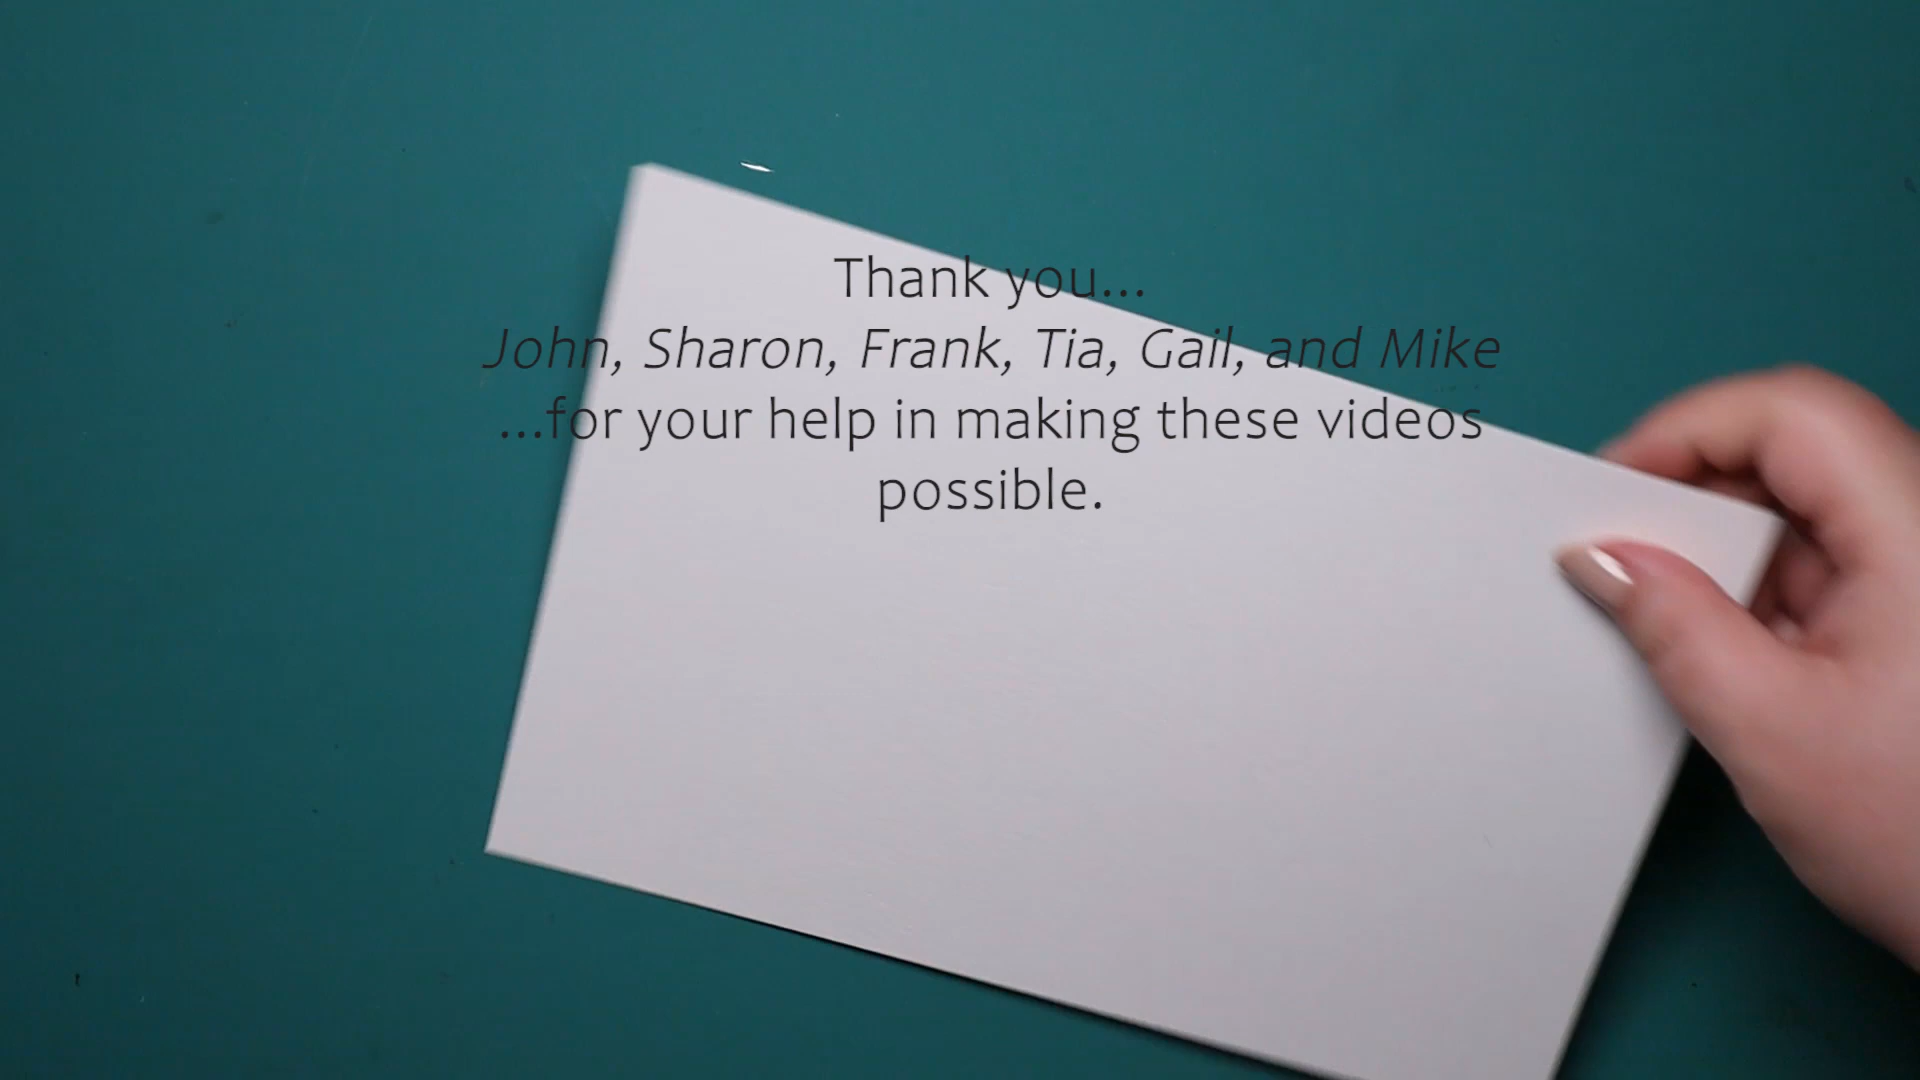 Thank you...
John, Sharon, Frank, Tia, Gail, and Mike
...for your help in making these videos
possible.